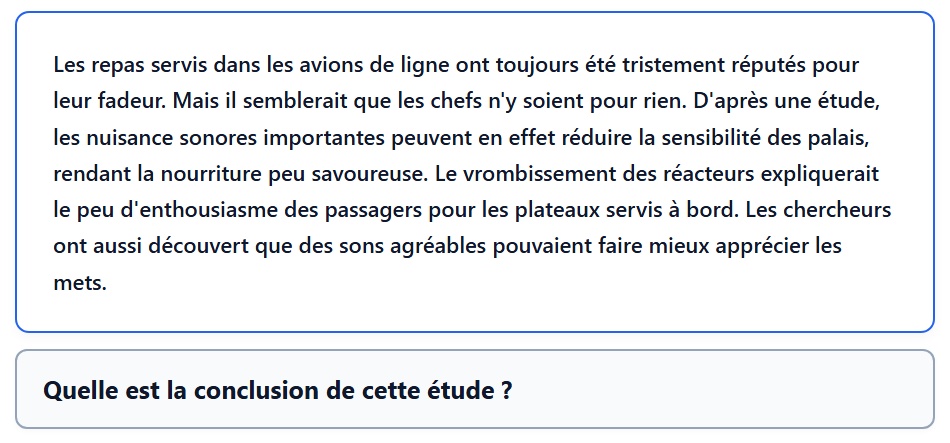 Les repas servis dans les avions de ligne ont toujours été tristement réputés pour
leur fadeur. Mais il semblerait que les chefs n'y soient pour rien. D'après une étude,
les nuisance sonores importantes peuvent en effet réduire la sensibilité des palais,
rendant la nourriture peu savoureuse. Le vrombissement des réacteurs expliquerait
le peu d'enthousiasme des passagers pour les plateaux servis à bord. Les chercheurs
ont aussi découvert que des sons agréables pouvaient faire mieux apprécier les
mets.
Quelle est la conclusion de cette étude ?